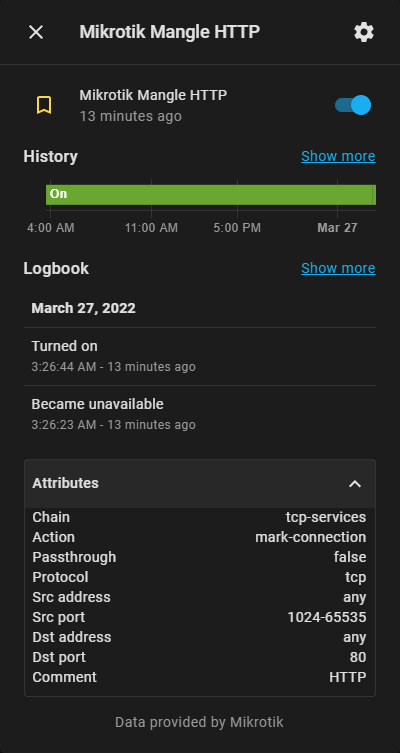 Mikrotik Mangle HTTP
Mikrotik Mangle HTTP
13 minutes ago
History Show more
On
4:00 AM 11:00 AM 5:00 PM Mar 27
Logbook Show more
March 27, 2022
Turned on
3:26:44 AM - 13 minutes ago
Became unavailable
3:26:23 AM - 13 minutes ago
Attributes
Chain tcp-services
Action mark-connection
Passthrough false
Protocol tcp
Src address any
Src port 1024-65535
Dst address any
Dst port 80
Comment HTTP
Data provided by Mikrotik